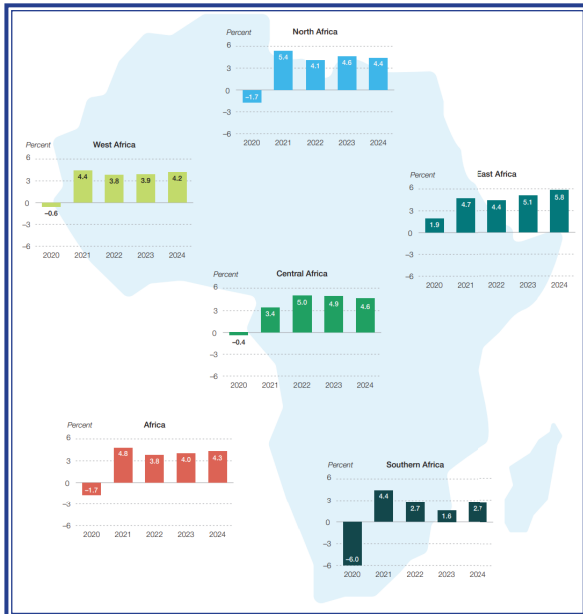 Percent North Africa
6
5.4 4.1 4.6 4.4
3
0
−1.7
−3
−6
2020 2021 2022 2023 2024
Percent West Africa
6
4.4 3.8 3.9 4.2
3
0
−0.6
−3
−6
2020 2021 2022 2023 2024
Percent East Africa
6
1.9 4.7 4.4 5.1 5.8
3
0
−3
−6
2020 2021 2022 2023 2024
Percent Central Africa
6
3.4 5.0 4.9 4.6
3
0
−0.4
−3
−6
2020 2021 2022 2023 2024
Percent Africa
6
4.8 3.8 4.0 4.3
3
0
−1.7
−3
−6
2020 2021 2022 2023 2024
Percent Southern Africa
6
4.4 2.7 1.6 2.7
3
0
−3
−6
−6.0
2020 2021 2022 2023 2024